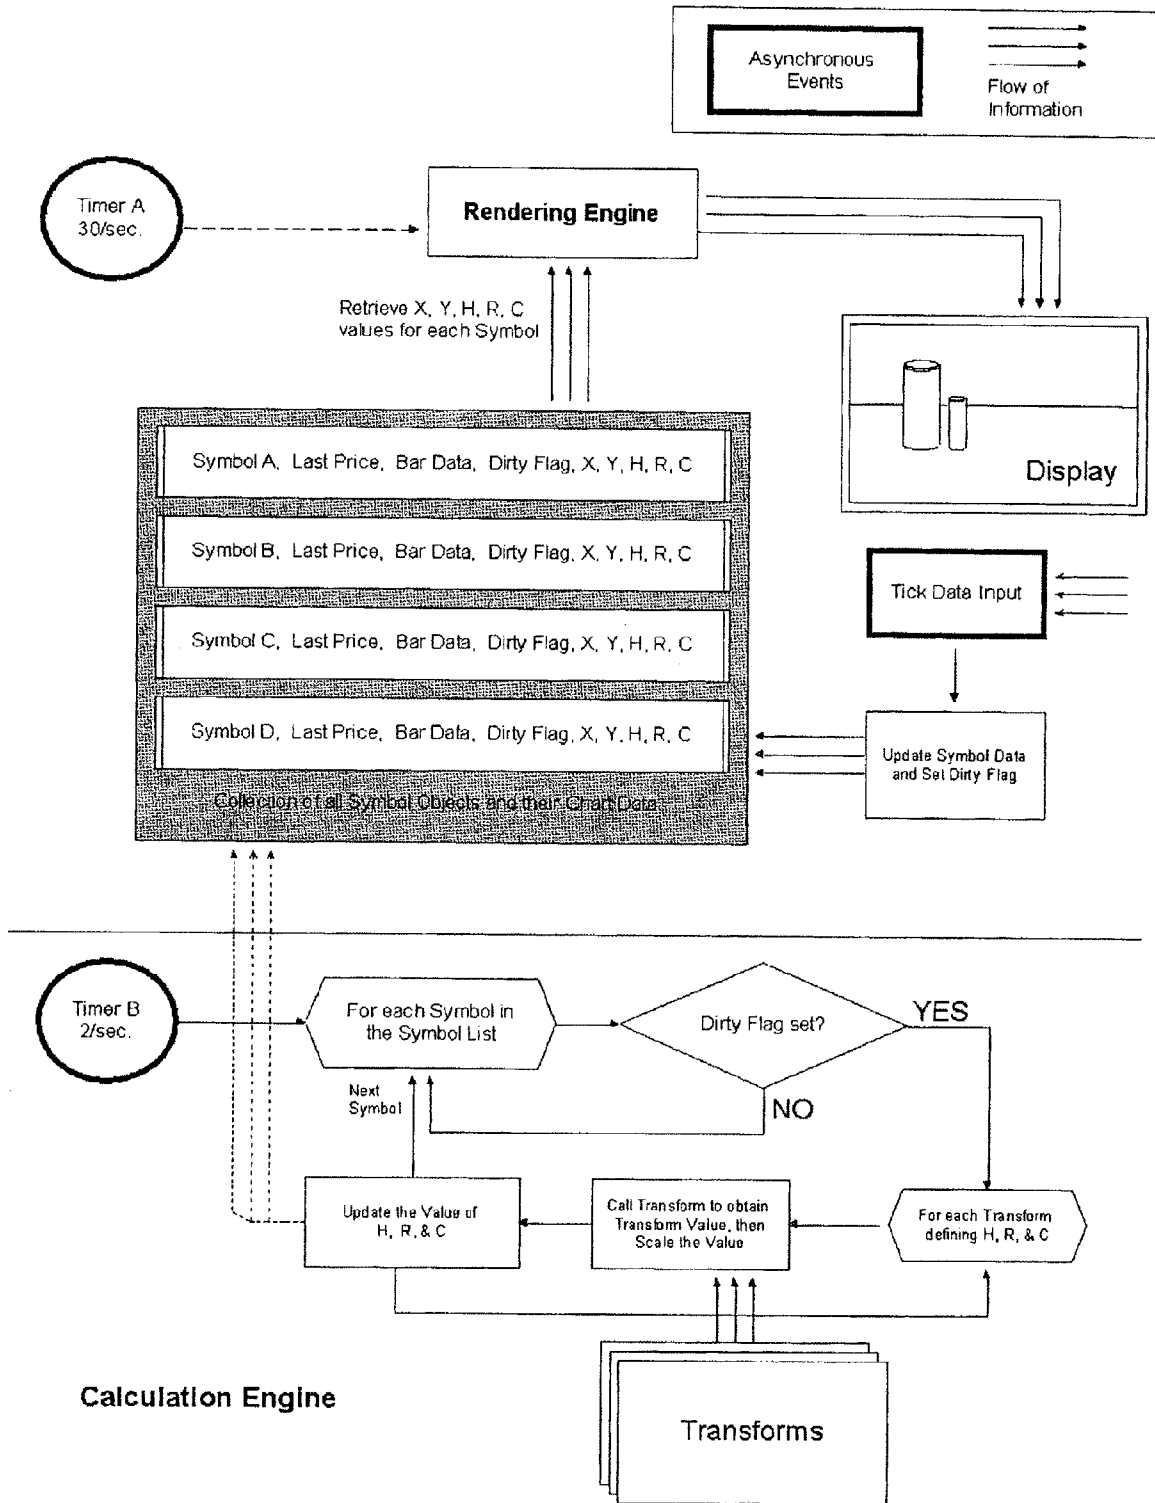 Asynchronous
Events
Flow of
Information
Timer A
30/sec.
Rendering Engine
Retrieve X, Y, H, R, C
values for each Symbol
Symbol A, Last Price, Bar Data, Dirty Flag, X, Y, H, R, C
Symbol B, Last Price, Bar Data, Dirty Flag, X, Y, H, R, C
Symbol C, Last Price, Bar Data, Dirty Flag, X, Y, H, R, C
Symbol D, Last Price, Bar Data, Dirty Flag, X, Y, H, R, C
Collection of all Symbol Objects and their Chart Data
Display
Tick Data Input
Update Symbol Data
and Set Dirty Flag
Timer B
2/sec.
For each Symbol in
the Symbol List
Dirty Flag set?
YES
NO
Next
Symbol
Update the Value of
H, R, & C
Call Transform to obtain
Transform Value, then
Scale the Value
For each Transform
defining H, R, & C
Calculation Engine
Transforms